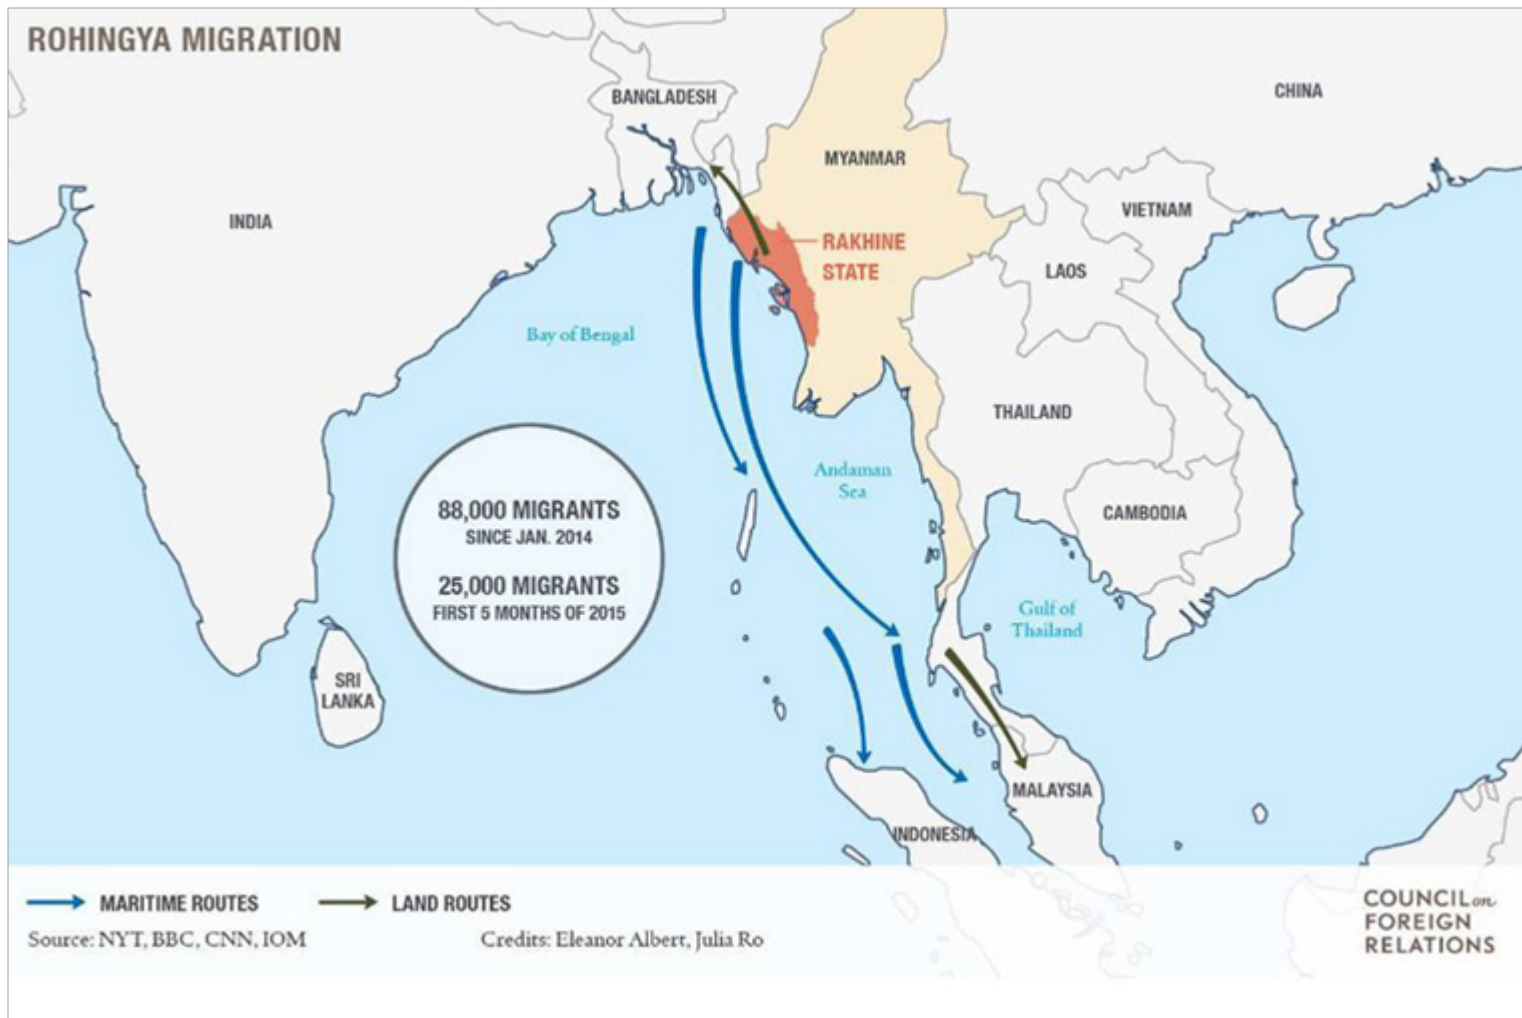 ROHINGYA MIGRATION
BANGLADESH
CHINA
MYANMAR
INDIA
VIETNAM
RAKHINE
STATE
LAOS
Bay of Bengal
THAILAND
Andaman
Sea
88,000 MIGRANTS
SINCE JAN. 2014
25,000 MIGRANTS
FIRST 5 MONTHS OF 2015
CAMBODIA
Gulf of
Thailand
SRI
LANKA
MALAYSIA
INDONESIA
MARITIME ROUTES
LAND ROUTES
Source: NYT, BBC, CNN, IOM
Credits: Eleanor Albert, Julia Ro
COUNCIL on
FOREIGN
RELATIONS